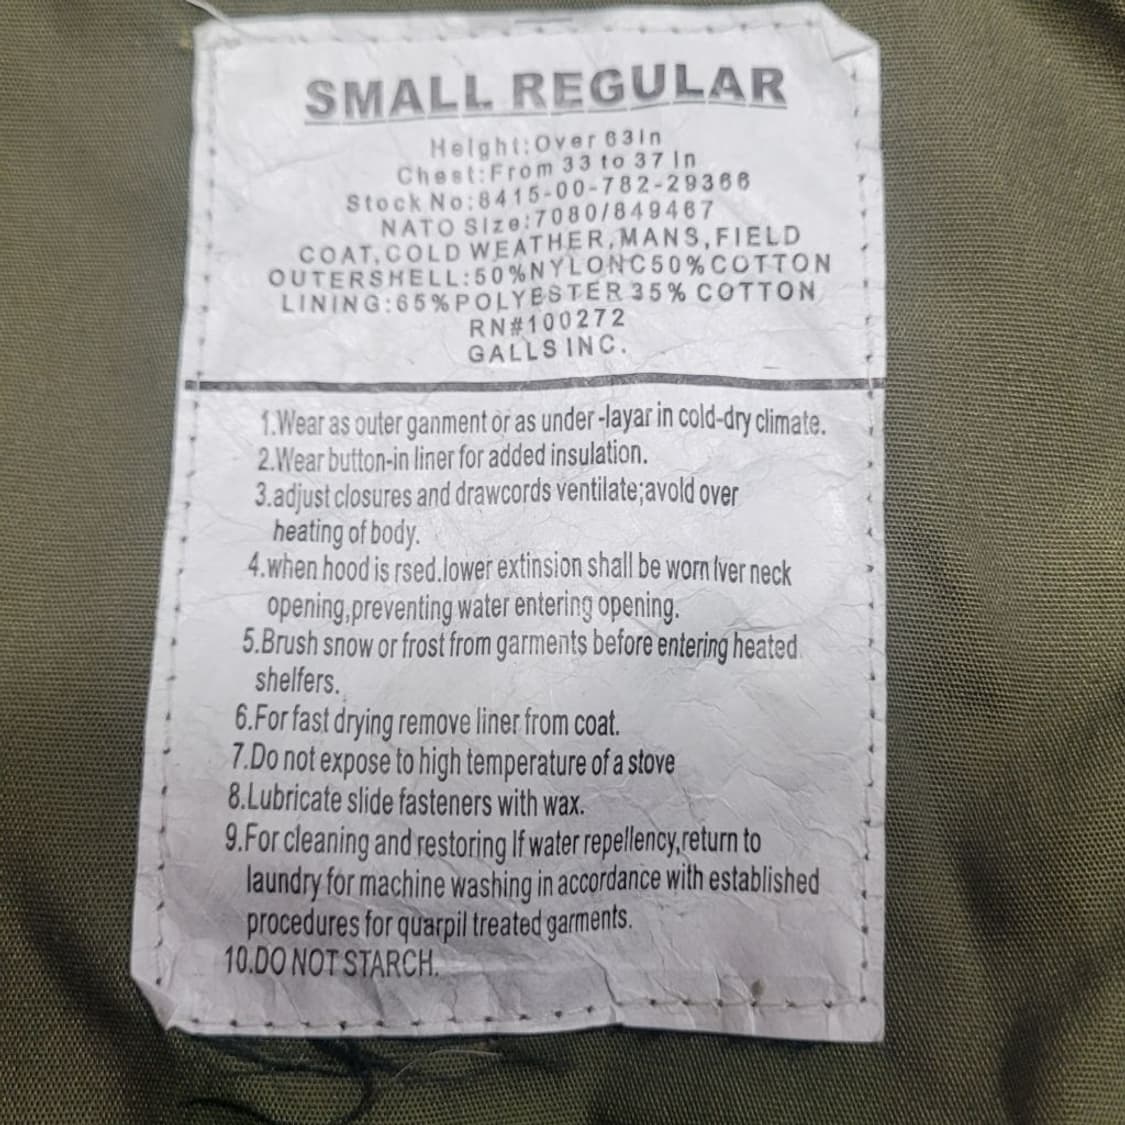 SMALL REGULAR
Height:Over 63In
Chest:From 33 to 37 In
Stock No:8415-00-782-29366
NATO Size:7080/849467
COAT,COLD WEATHER,MANS,FIELD
OUTERSHELL:50%NYLONC50%COTTON
LINING:65%POLYESTER 35% COTTON
RN#100272
GALLS INC.
1.Wear as outer ganment or as under -layar in cold-dry climate.
2.Wear button-in liner for added insulation.
3.adjust closures and drawcords ventilate;avold over
heating of body.
4.when hood is rsed.lower extinsion shall be worn lver neck
opening,preventing water entering opening.
5.Brush snow or frost from garments before entering heated
shelfers.
6.For fast drying remove liner from coat.
7.Do not expose to high temperature of a stove
8.Lubricate slide fasteners with wax.
9.For cleaning and restoring If water repellency,return to
laundry for machine washing in accordance with established
procedures for quarpil treated garments.
10.DO NOT STARCH.